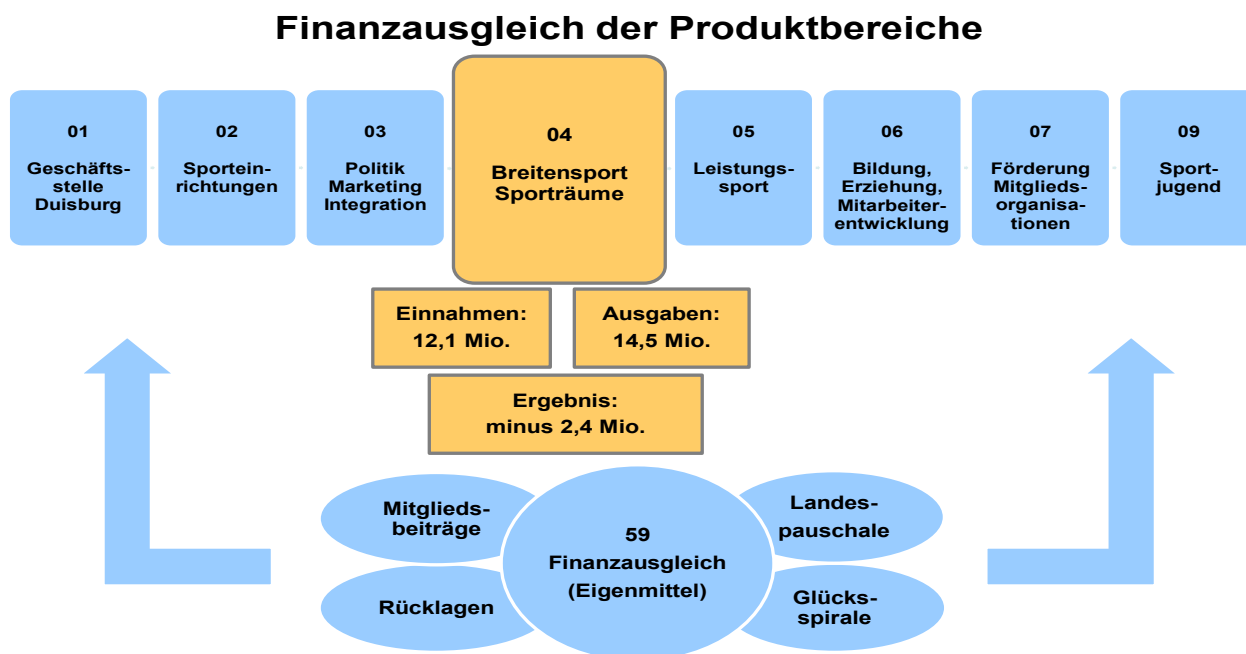 Finanzausgleich der Produktbereiche
01
Geschäfts-
stelle
Duisburg
02
Sportein-
richtungen
03
Politik
Marketing
Integration
04
Breitensport
Sporträume
05
Leistungs-
sport
06
Bildung,
Erziehung,
Mitarbeiter-
entwicklung
07
Förderung
Mitglieds-
organisa-
tionen
09
Sport-
jugend
Einnahmen:
12,1 Mio.
Ausgaben:
14,5 Mio.
Ergebnis:
minus 2,4 Mio.
Mitglieds-
beiträge
Rücklagen
59
Finanzausgleich
(Eigenmittel)
Landes-
pauschale
Glücks-
spirale